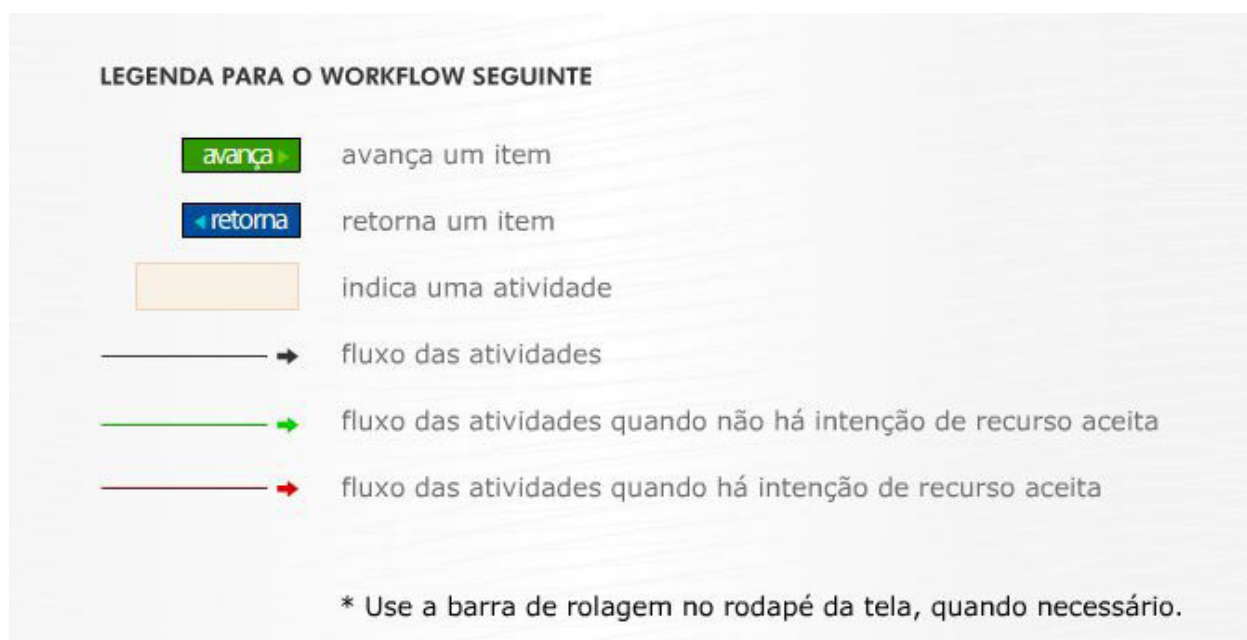 LEGENDA PARA O WORKFLOW SEGUINTE
avança avança um item
retorna retorna um item
indica uma atividade
fluxo das atividades
fluxo das atividades quando não há intenção de recurso aceita
fluxo das atividades quando há intenção de recurso aceita
* Use a barra de rolagem no rodapé da tela, quando necessário.